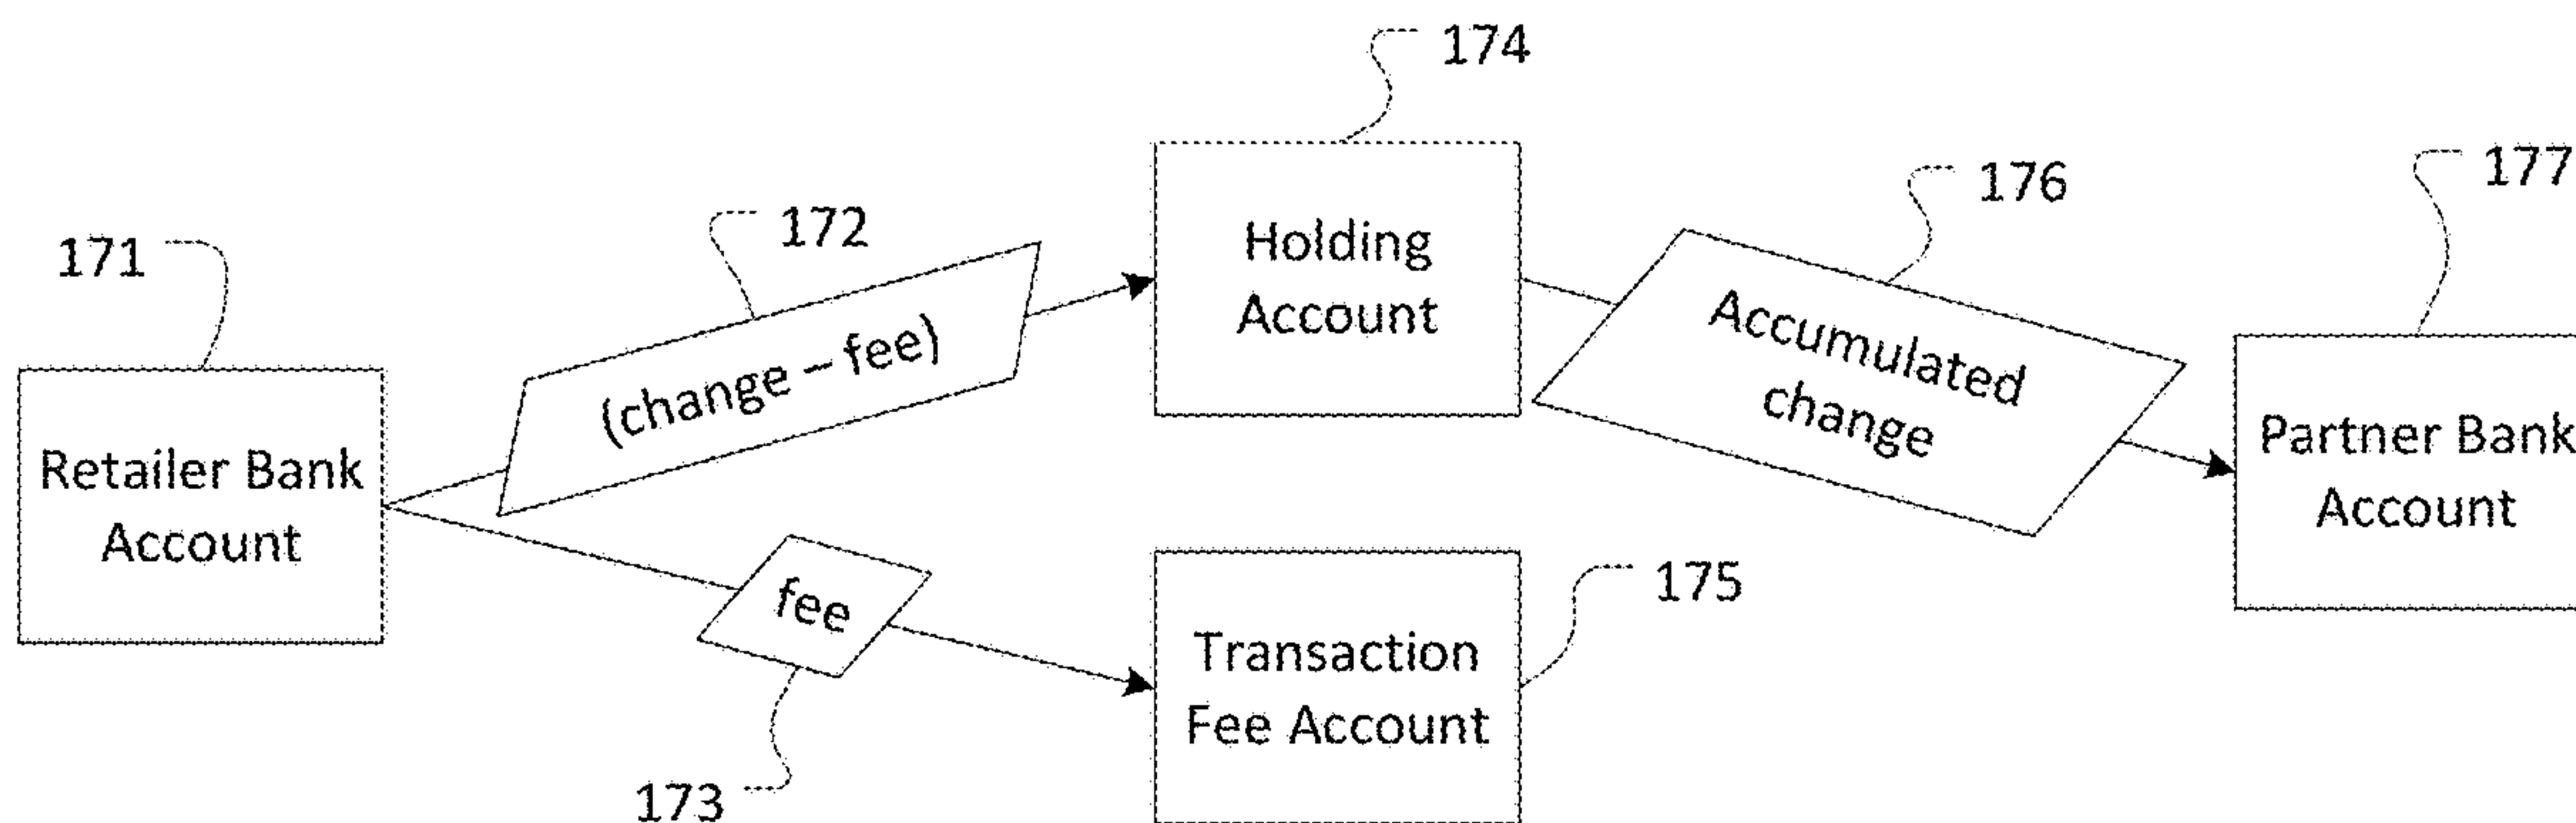 174
177
176
172
171
Holding
Account
(change – fee)
Accumulated
change
Retailer Bank
Account
Partner Bank
Account
fee
175
Transaction
Fee Account
173